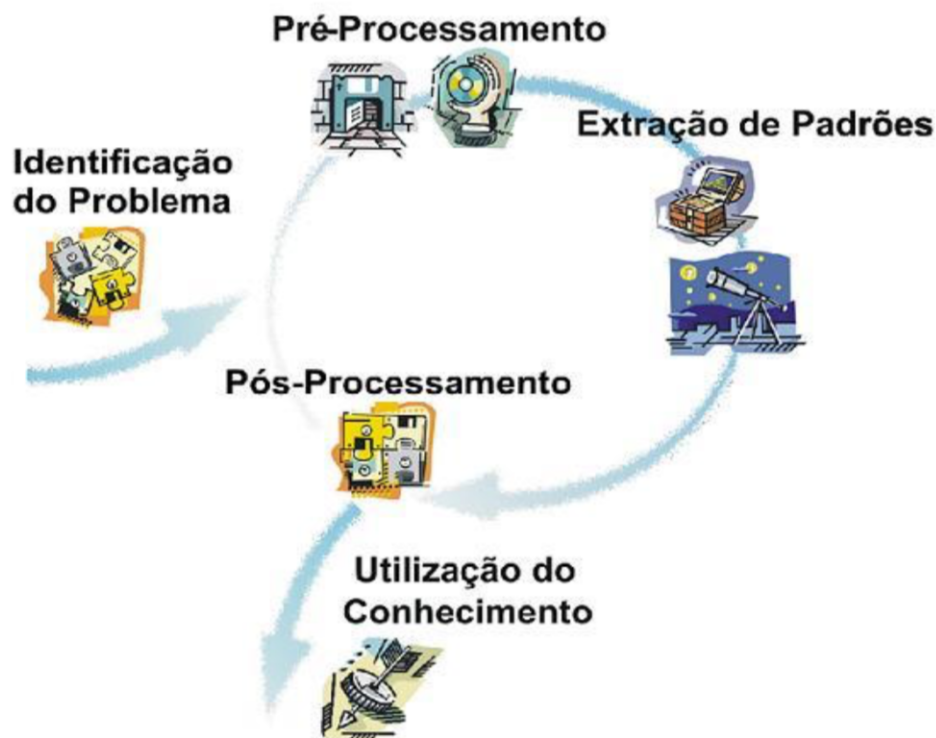 Pré-Processamento
Extração de Padrões
Identificação
do Problema
Pós-Processamento
Utilização do
Conhecimento